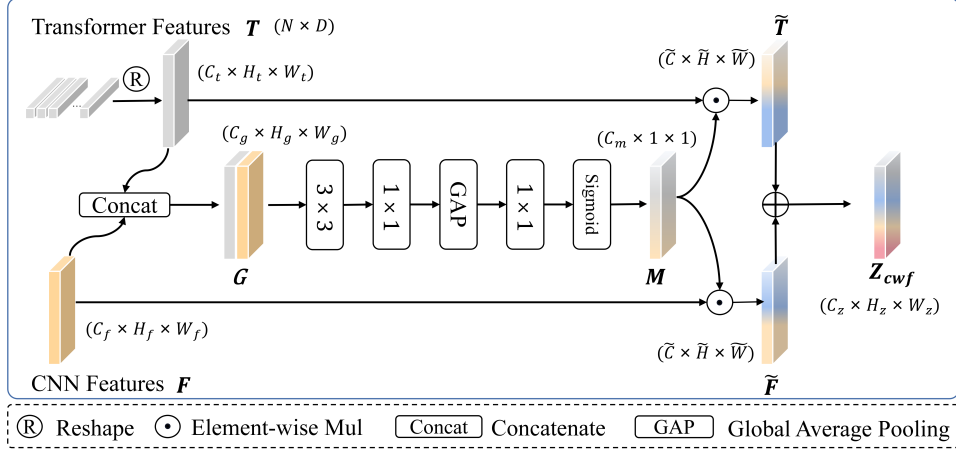 Transformer Features T (N × D)
T̃
R
(C_t × H_t × W_t)
(C̃ × H̃ × W̃)
...
(C_g × H_g × W_g)
(C_m × 1 × 1)
Concat
3 × 3
1 × 1
GAP
1 × 1
Sigmoid
G
M
Z_cwf
(C_f × H_f × W_f)
(C_z × H_z × W_z)
(C̃ × H̃ × W̃)
CNN Features F
F̃
R Reshape
Element-wise Mul
Concat Concatenate
GAP Global Average Pooling